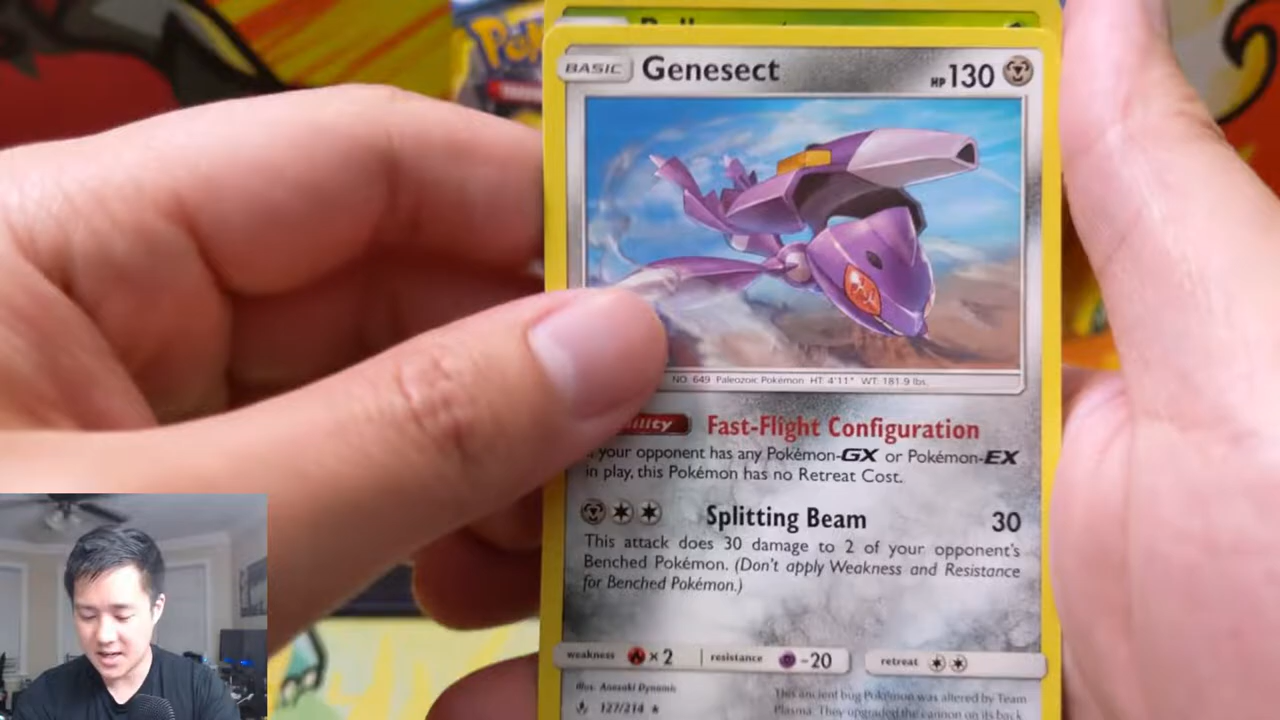 BASIC Genesect HP 130
NO. 649 Paleozoic Pokémon HT: 4'11" WT: 181.9 lbs.
ility Fast-Flight Configuration
your opponent has any Pokémon-GX or Pokémon-EX
in play, this Pokémon has no Retreat Cost.
Splitting Beam 30
This attack does 30 damage to 2 of your opponent's
Benched Pokémon. (Don't apply Weakness and Resistance
for Benched Pokémon.)
weakness ×2 resistance -20 retreat
illus. Anesaki Dynamic
127/214 ★
This ancient bug Pokémon was altered by Team
Plasma. They upgraded the cannon on its back